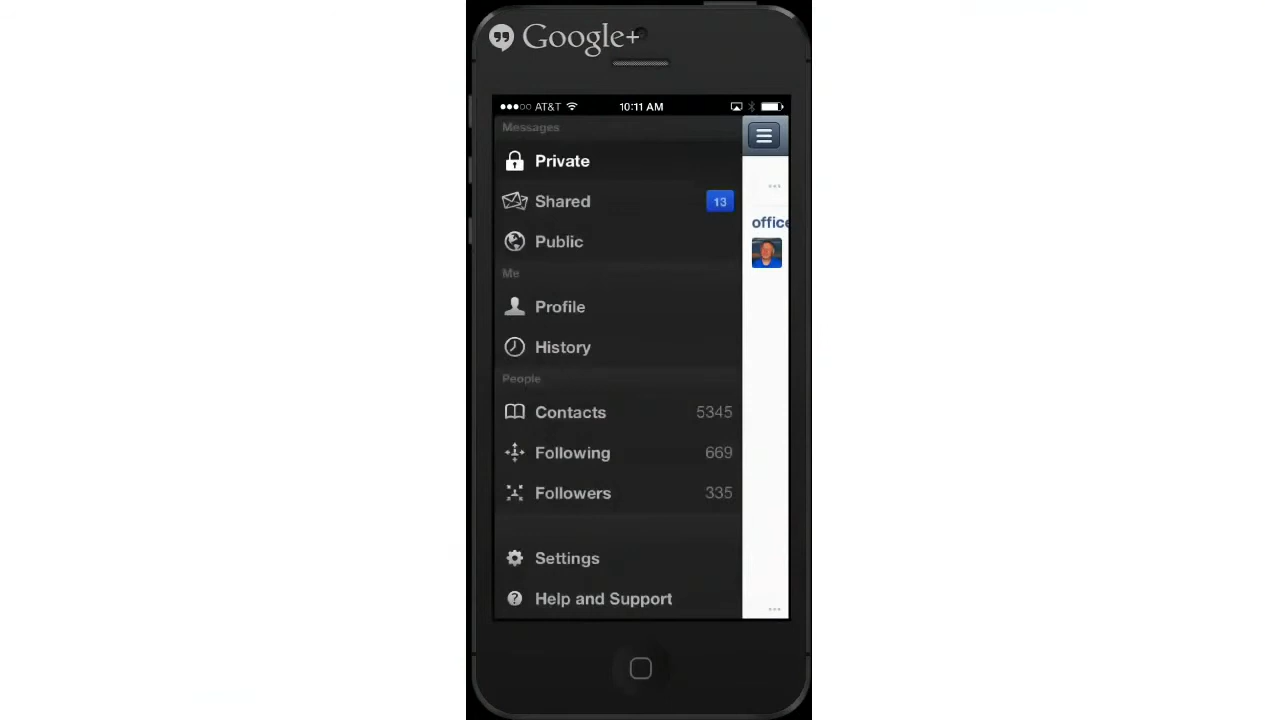 Google+
AT&T 10:11 AM
Messages
Private
Shared 13
Public
office
Me
Profile
History
People
Contacts 5345
Following 669
Followers 335
Settings
Help and Support